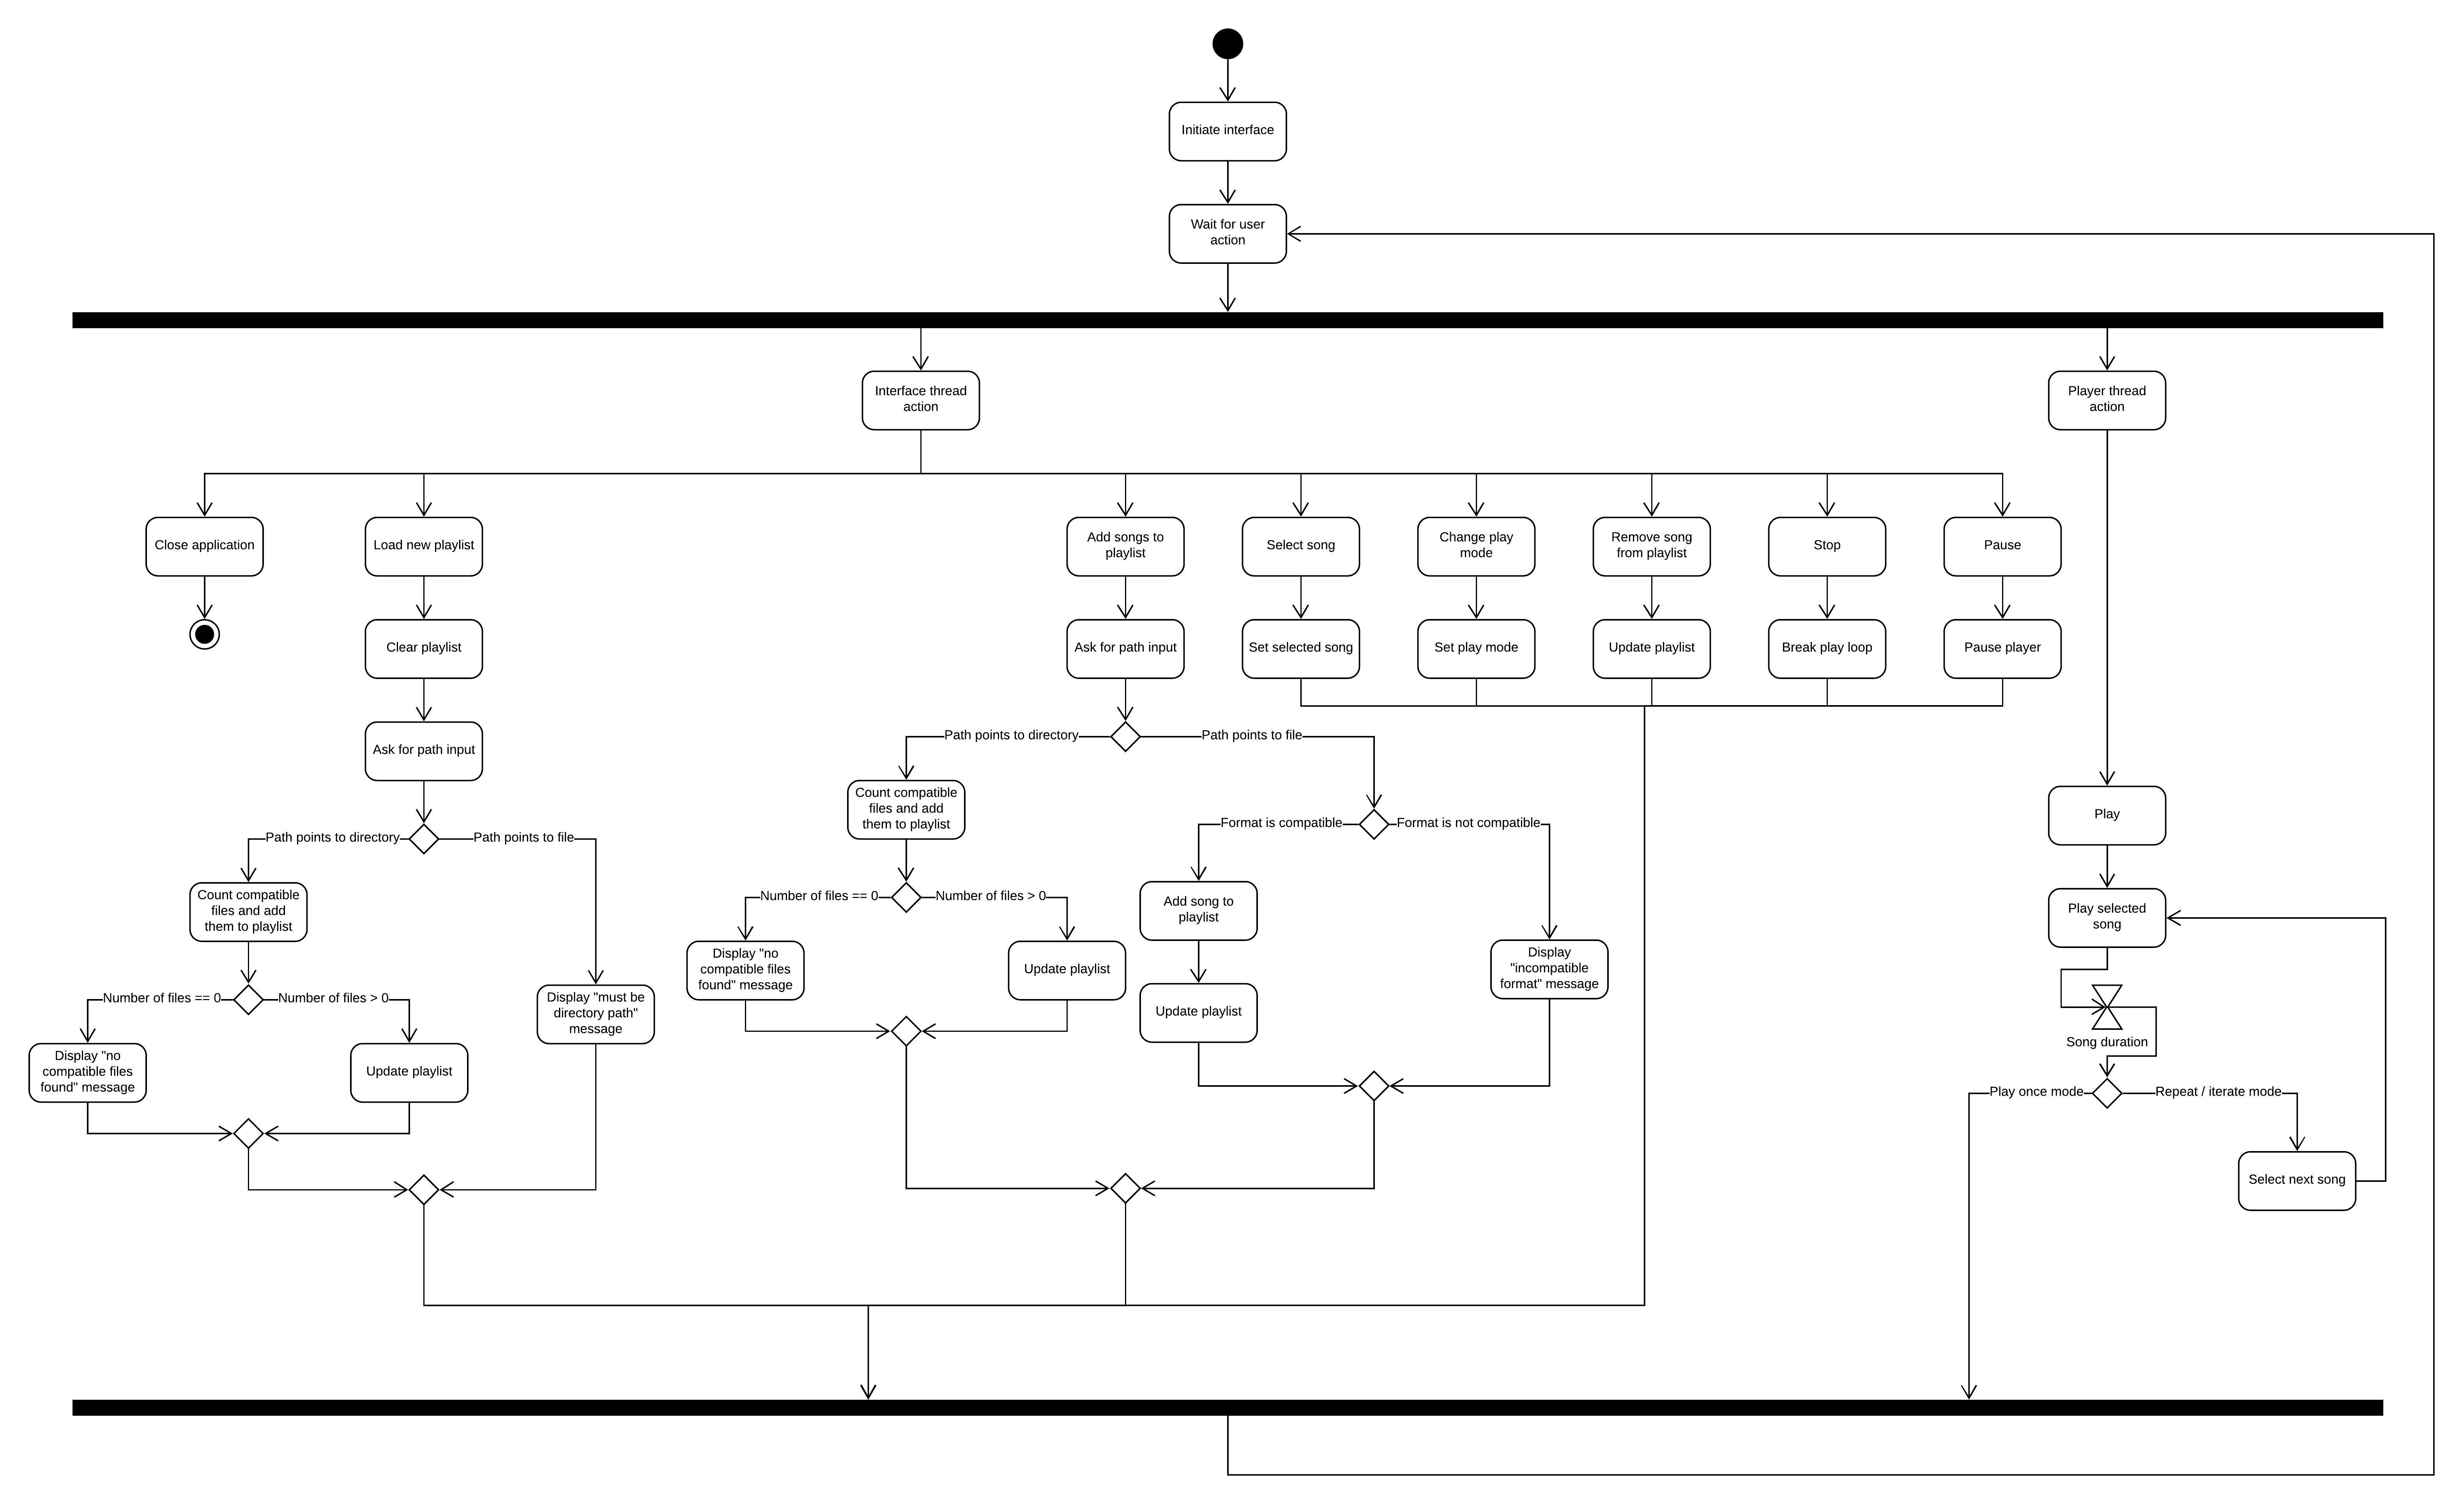 Initiate interface
Wait for user
action
Interface thread
action
Player thread
action
Close application
Load new playlist
Add songs to
playlist
Select song
Change play
mode
Remove song
from playlist
Stop
Pause
Clear playlist
Ask for path input
Set selected song
Set play mode
Update playlist
Break play loop
Pause player
Ask for path input
Path points to directory
Path points to file
Count compatible
files and add
them to playlist
Play
Path points to directory
Path points to file
Format is compatible
Format is not compatible
Count compatible
files and add
them to playlist
Number of files == 0
Number of files > 0
Add song to
playlist
Play selected
song
Display "no
compatible files
found" message
Update playlist
Display
"incompatible
format" message
Number of files == 0
Number of files > 0
Display "must be
directory path"
message
Update playlist
Song duration
Display "no
compatible files
found" message
Update playlist
Play once mode
Repeat / iterate mode
Select next song